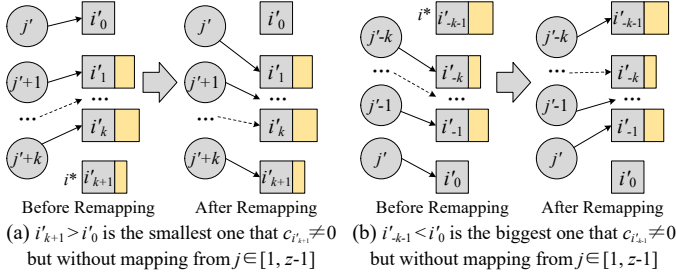 j′ i′0
j′+1 i′1
... ...
j′+k i′k
i* i′k+1
Before Remapping
j′ i′0
j′+1 i′1
... ...
i′k
j′+k i′k+1
After Remapping
(a) i′k+1>i′0 is the smallest one that ci′k+1≠0
but without mapping from j∈[1, z-1]
i* i′-k-1
j′-k i′-k
... ...
j′-1 i′-1
j′ i′0
Before Remapping
j′-k i′-k-1
... i′-k
j′-1 ...
j′ i′-1
i′0
After Remapping
(b) i′-k-1<i′0 is the biggest one that ci′-k-1≠0
but without mapping from j∈[1, z-1]